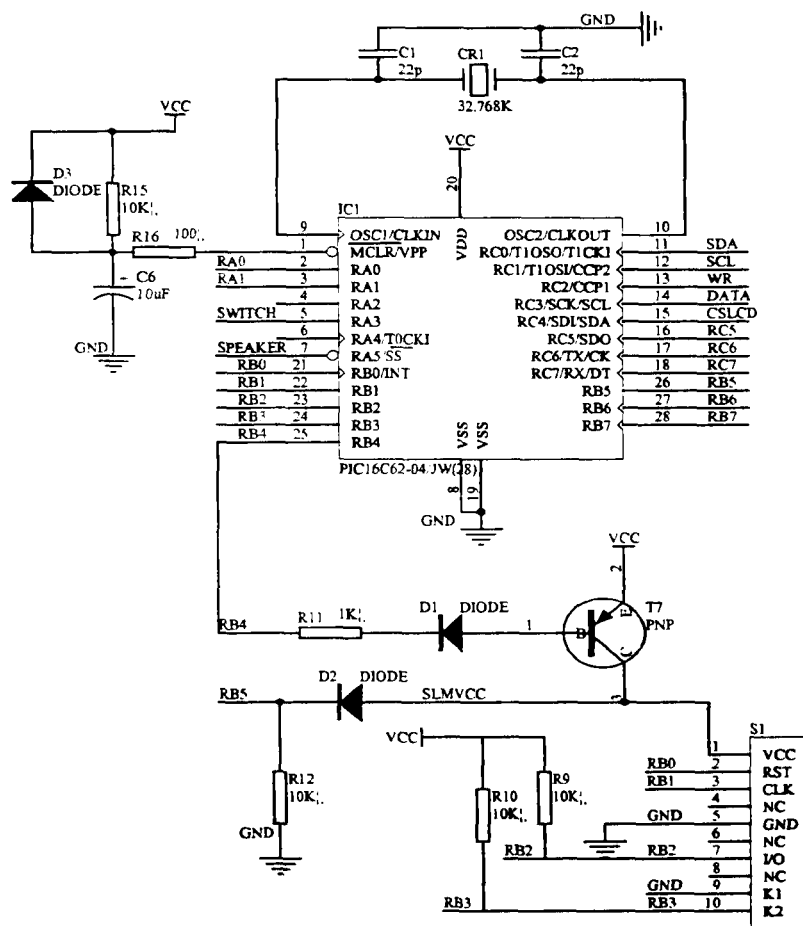 GND
C1
CR1
C2
22p
22p
32.768K
VCC
VCC
D3
DIODE
R15
10K
20
IC1
R16
100
9
OSC1/CLKIN
VDD
OSC2/CLKOUT
10
1
MCLR/VPP
RC0/T1OSO/T1CKI
11
SDA
RA0
2
RA0
RC1/T1OSI/CCP2
12
SCL
RA1
3
RA1
RC2/CCP1
13
WR
C6
10uF
4
RA2
RC3/SCK/SCL
14
DATA
SWITCH
5
RA3
RC4/SDI/SDA
15
CSLCD
6
RA4/T0CKI
RC5/SDO
16
RC5
GND
SPEAKER
7
RA5/SS
RC6/TX/CK
17
RC6
RB0
21
RB0/INT
RC7/RX/DT
18
RC7
RB1
22
RB1
RB5
26
RB5
RB2
23
RB2
RB6
27
RB6
RB3
24
RB3
RB7
28
RB7
RB4
25
RB4
VSS
VSS
PIC16C62-04/JW(28)
8
19
GND
VCC
2
RB4
R11
1K
D1
DIODE
1
B
E
C
T7
PNP
3
RB5
D2
DIODE
SLMVCC
S1
VCC
R12
10K
GND
R10
10K
R9
10K
1
VCC
RB0
2
RST
RB1
3
CLK
4
NC
GND
5
GND
6
NC
RB2
RB2
7
I/O
8
NC
GND
9
K1
RB3
RB3
10
K2